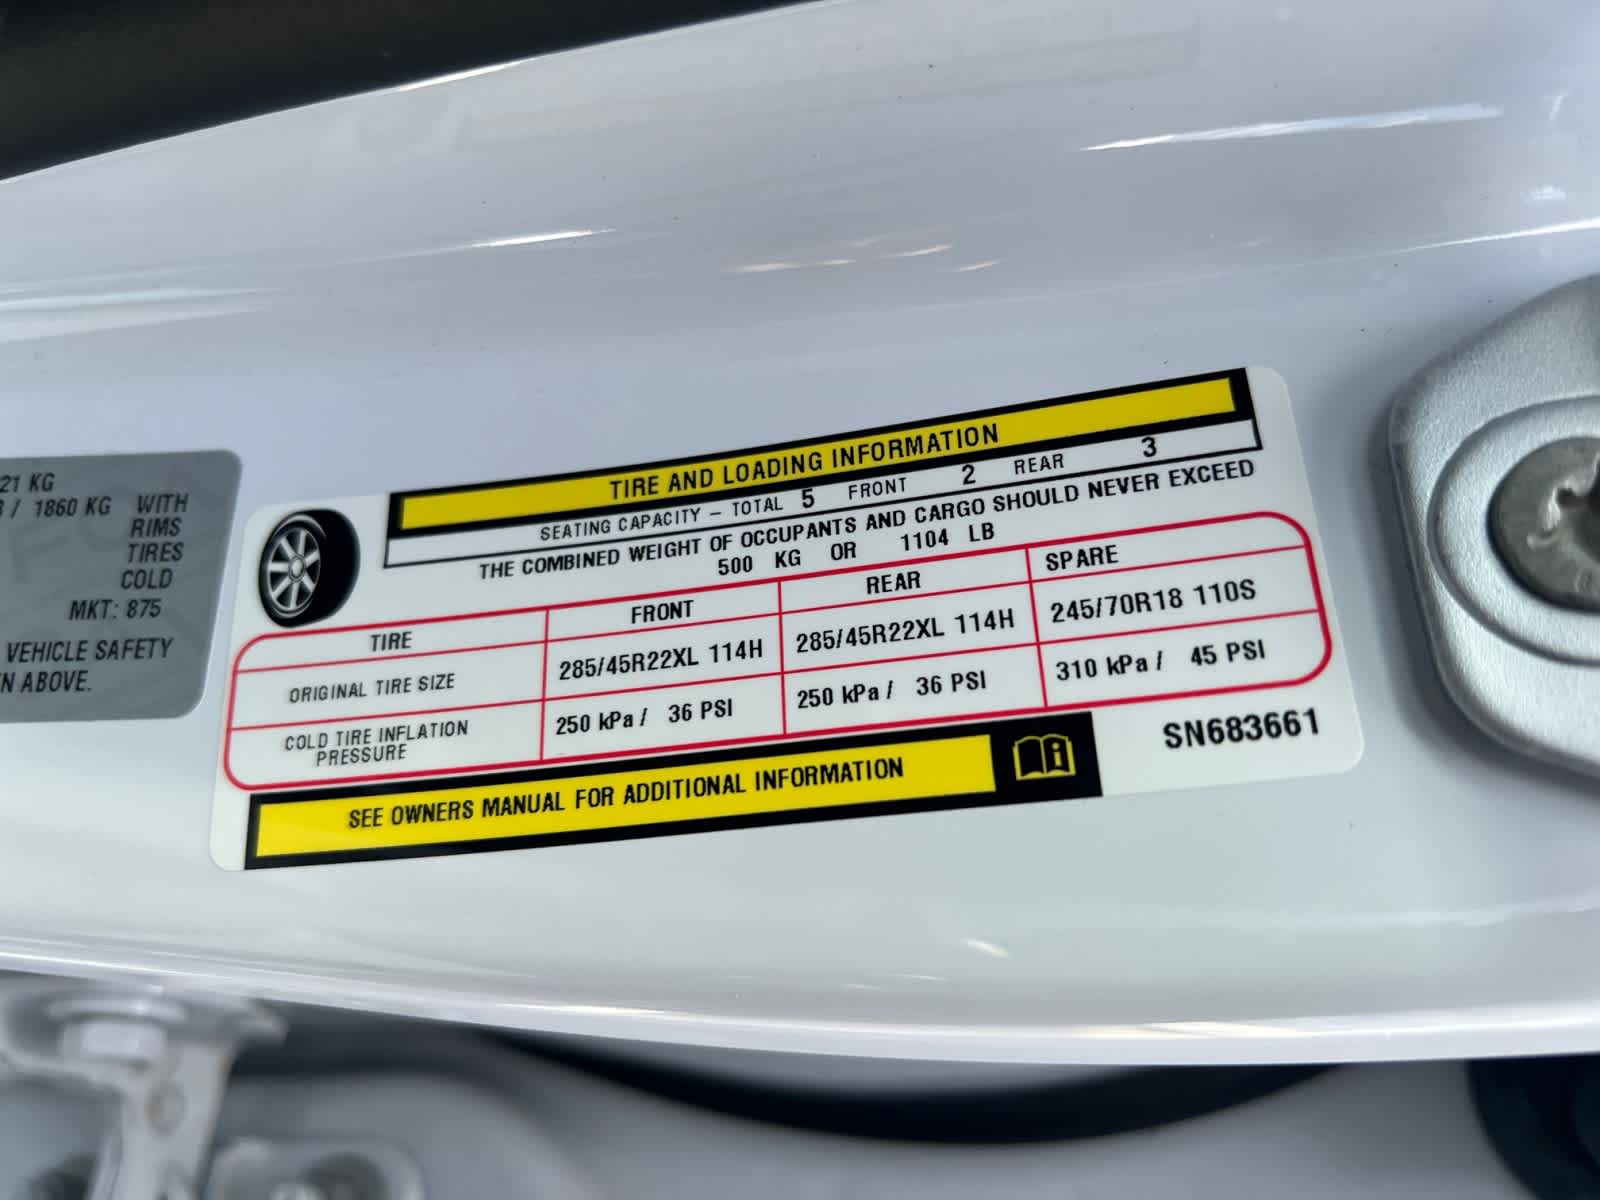 21 KG
/ 1860 KG WITH
RIMS
TIRES
COLD
MKT: 875
VEHICLE SAFETY
N ABOVE.
TIRE AND LOADING INFORMATION
SEATING CAPACITY – TOTAL 5 FRONT 2 REAR 3
THE COMBINED WEIGHT OF OCCUPANTS AND CARGO SHOULD NEVER EXCEED
500 KG OR 1104 LB
TIRE FRONT REAR SPARE
ORIGINAL TIRE SIZE 285/45R22XL 114H 285/45R22XL 114H 245/70R18 110S
COLD TIRE INFLATION
PRESSURE 250 kPa / 36 PSI 250 kPa / 36 PSI 310 kPa / 45 PSI
SN683661
SEE OWNERS MANUAL FOR ADDITIONAL INFORMATION